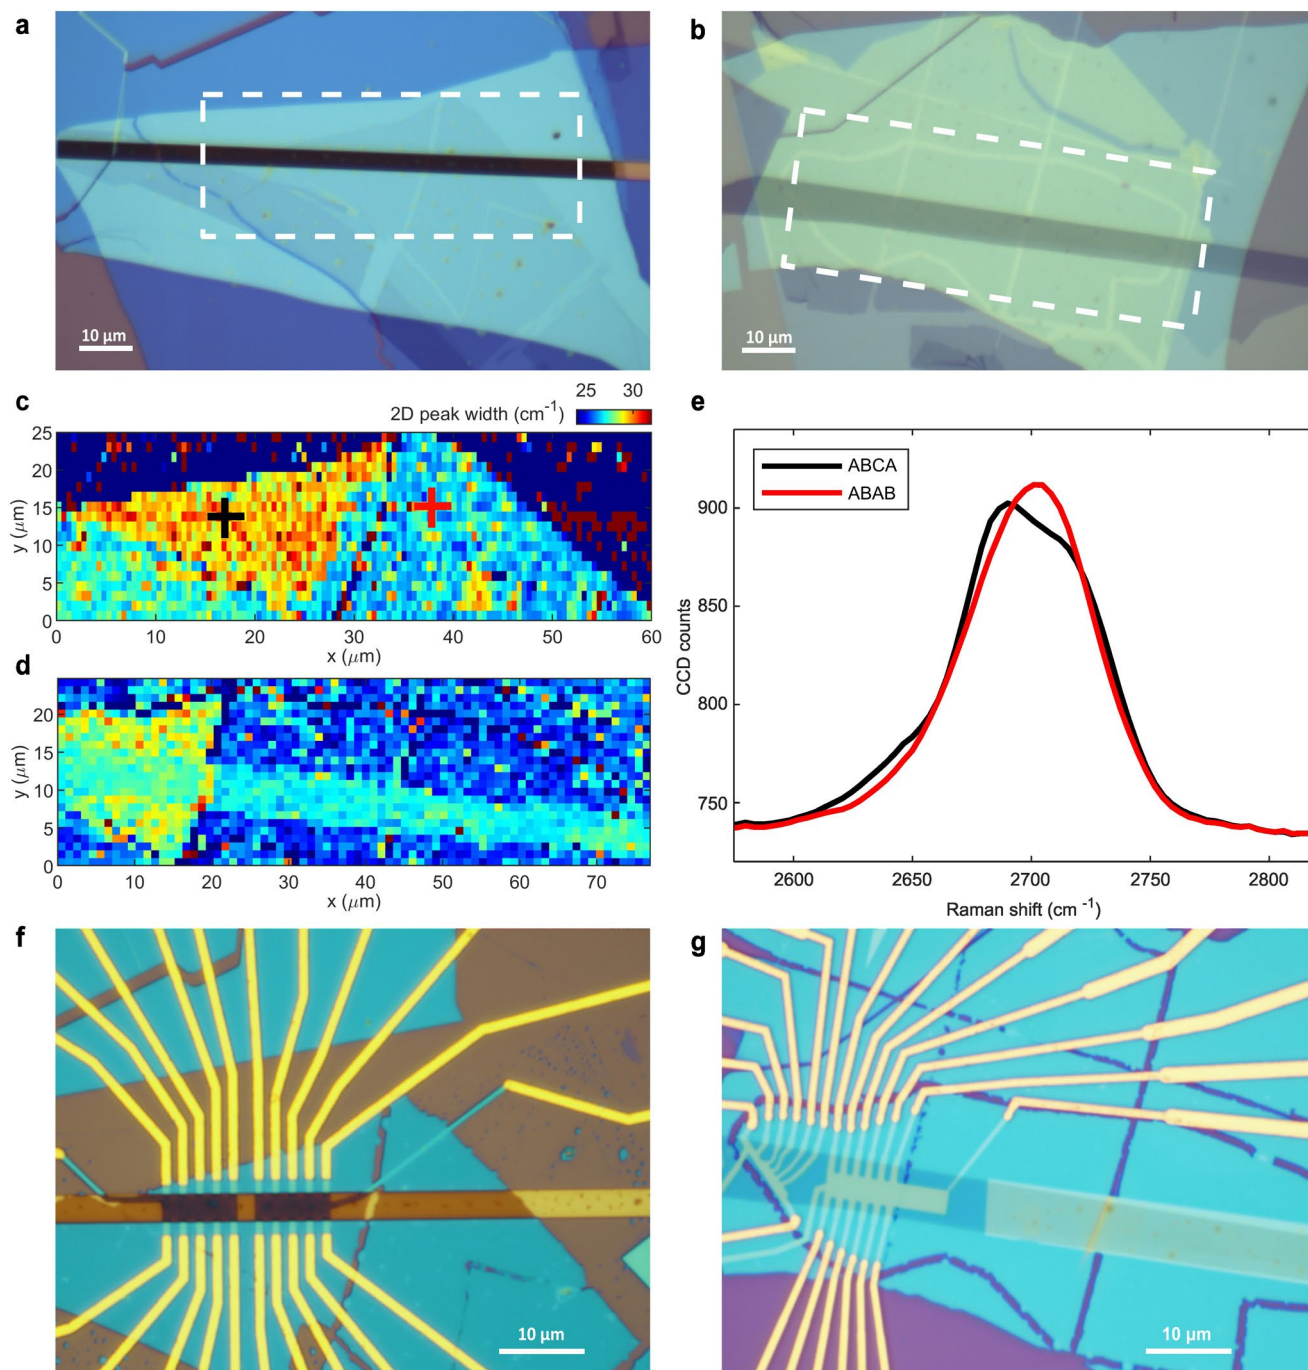 a
10 µm
b
10 µm
c
2D peak width (cm⁻¹)
25 30
25
20
15
10
5
0
y (µm)
0 10 20 30 40 50 60
x (µm)
d
20
15
10
5
0
y (µm)
0 10 20 30 40 50 60 70
x (µm)
e
ABCA
ABAB
900
850
800
750
CCD counts
2600 2650 2700 2750 2800
Raman shift (cm ⁻¹)
f
10 µm
g
10 µm